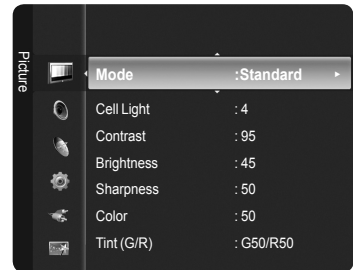 Picture
Mode :Standard
Cell Light : 4
Contrast : 95
Brightness : 45
Sharpness : 50
Color : 50
Tint (G/R) : G50/R50